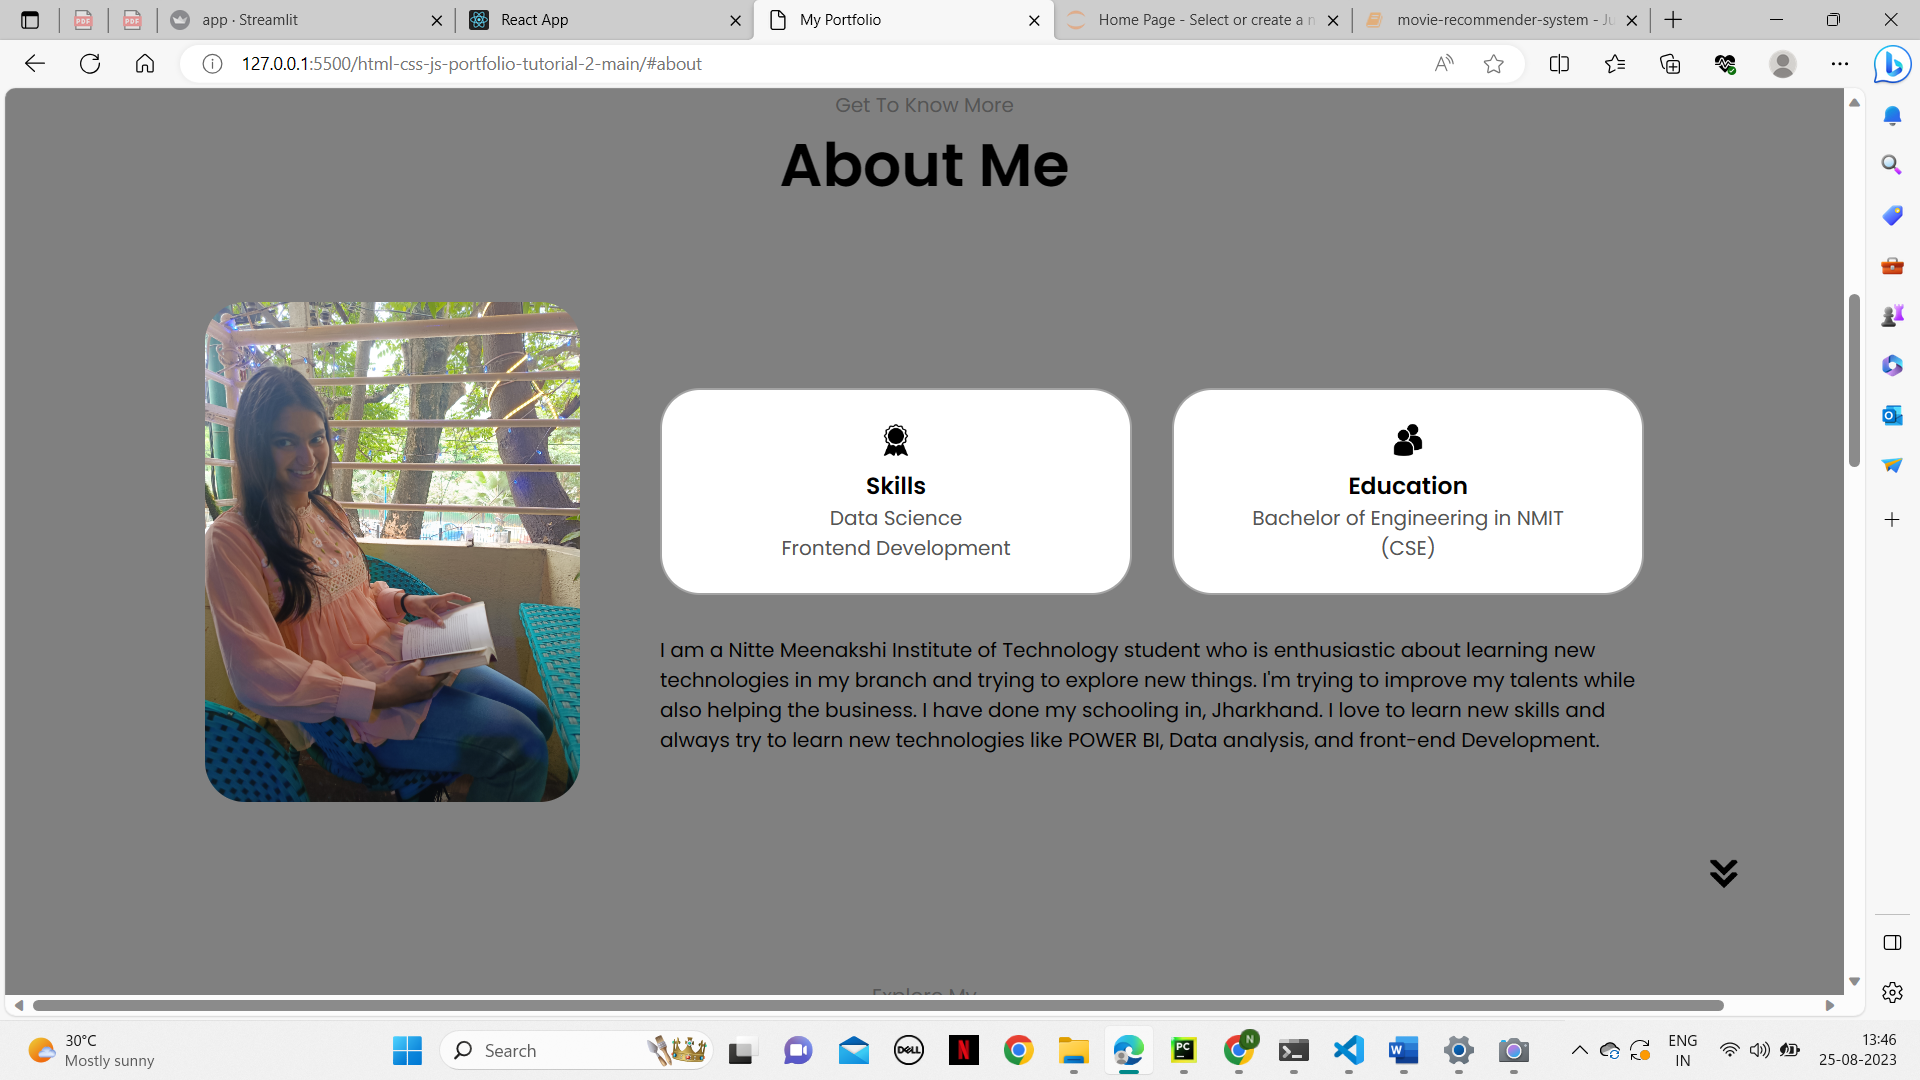 app · Streamlit
React App
My Portfolio
Home Page - Select or create a n
movie-recommender-system - Ju
127.0.0.1:5500/html-css-js-portfolio-tutorial-2-main/#about
Get To Know More
About Me
Skills
Data Science
Frontend Development
Education
Bachelor of Engineering in NMIT
(CSE)
I am a Nitte Meenakshi Institute of Technology student who is enthusiastic about learning new
technologies in my branch and trying to explore new things. I'm trying to improve my talents while
also helping the business. I have done my schooling in, Jharkhand. I love to learn new skills and
always try to learn new technologies like POWER BI, Data analysis, and front-end Development.
Explore My
30°C
Mostly sunny
Search
DELL
N
PC
N
W
ENG
IN
13:46
25-08-2023